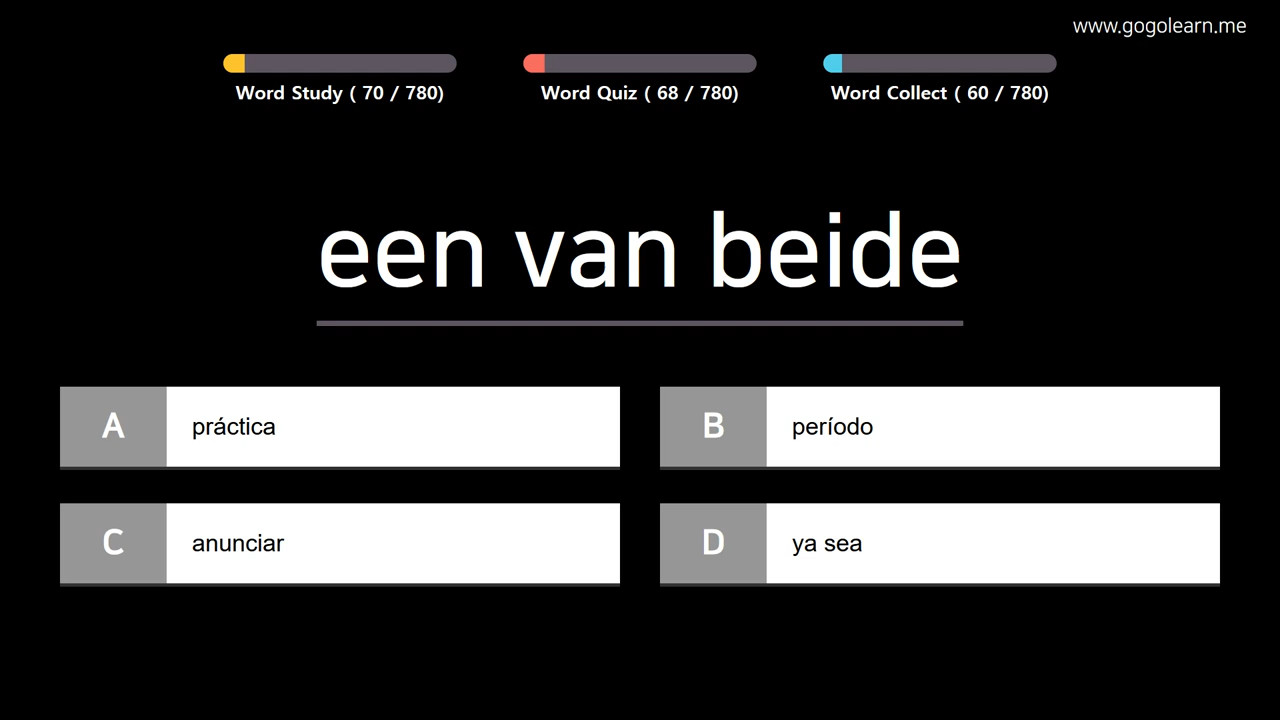 www.gogolearn.me
Word Study ( 70 / 780)
Word Quiz ( 68 / 780)
Word Collect ( 60 / 780)
een van beide
A práctica
B período
C anunciar
D ya sea